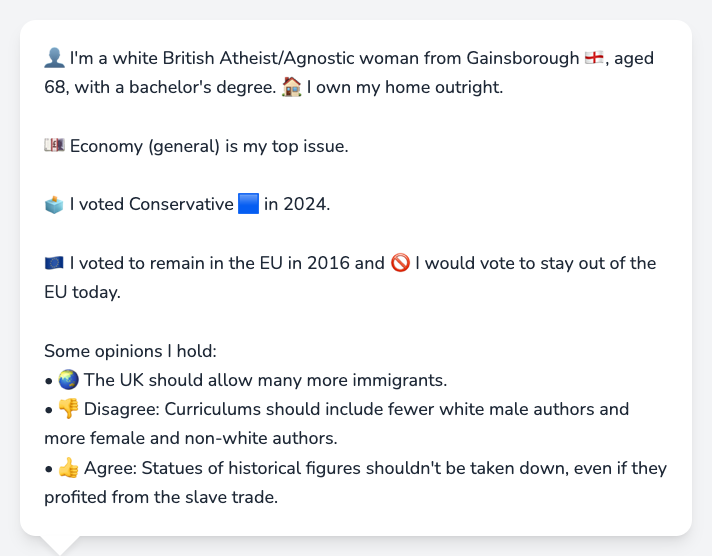 👤 I'm a white British Atheist/Agnostic woman from Gainsborough 🏴󠁧󠁢󠁥󠁮󠁧󠁿, aged
68, with a bachelor's degree. 🏠 I own my home outright.
💷 Economy (general) is my top issue.
🗳️ I voted Conservative 🟦 in 2024.
🇪🇺 I voted to remain in the EU in 2016 and 🚫 I would vote to stay out of the
EU today.
Some opinions I hold:
• 🌏 The UK should allow many more immigrants.
• 👎 Disagree: Curriculums should include fewer white male authors and
more female and non-white authors.
• 👍 Agree: Statues of historical figures shouldn't be taken down, even if they
profited from the slave trade.